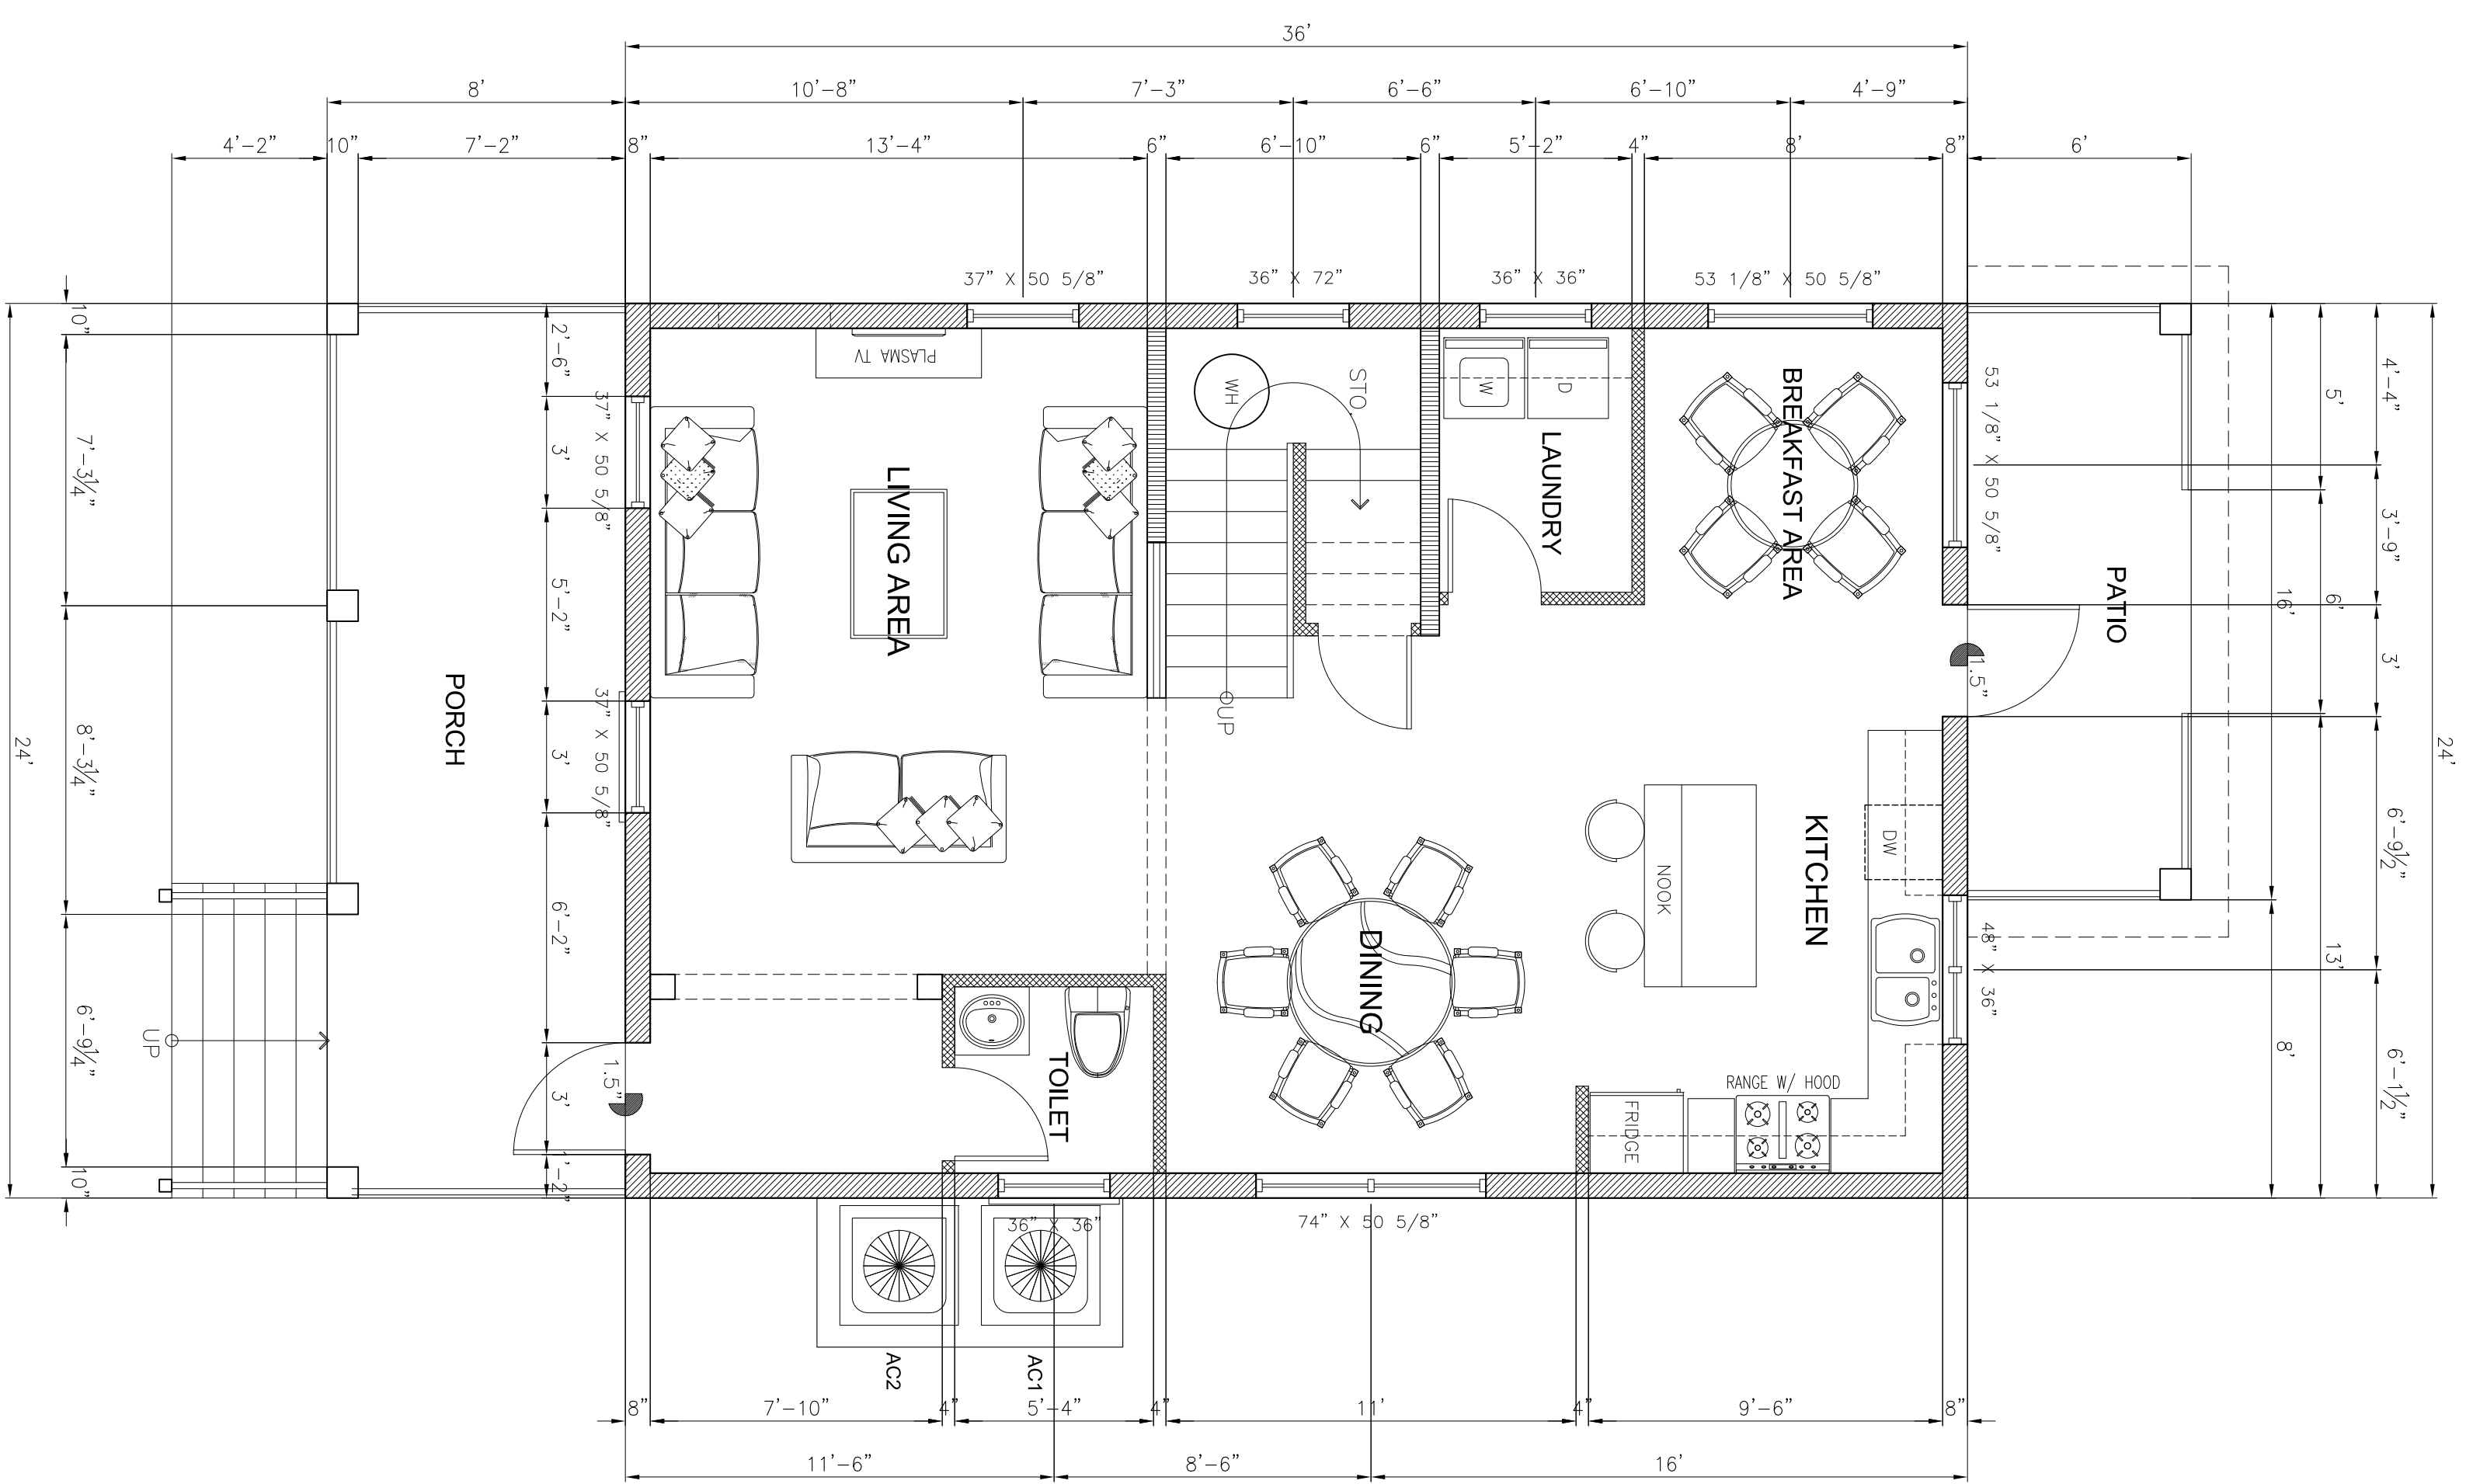 36'
8'
10'-8"
7'-3"
6'-6"
6'-10"
4'-9"
4'-2"
10"
7'-2"
8"
13'-4"
6"
6'-10"
6"
5'-2"
4"
8'
8"
6'
37" X 50 5/8"
36" X 72"
36" X 36"
53 1/8" X 50 5/8"
10"
7'-3¼"
8'-3¼"
6'-9¼"
10"
24'
2'-6"
3'
5'-2"
3'
6'-2"
3'
1'-2"
37" X 50 5/8"
37" X 50 5/8"
1.5"
UP
PORCH
PLASMA TV
LIVING AREA
WH
STO.
UP
W
D
LAUNDRY
BREAKFAST AREA
53 1/8" X 50 5/8"
PATIO
1.5"
KITCHEN
DW
NOOK
48" X 36"
DINING
RANGE W/ HOOD
FRIDGE
TOILET
5'
6'
13'
16'
8'
4'-4"
3'-9"
3'
6'-9½"
6'-1½"
24'
36" X 36"
74" X 50 5/8"
AC2
AC1
8"
7'-10"
4"
5'-4"
4"
11'
4"
9'-6"
8"
11'-6"
8'-6"
16'